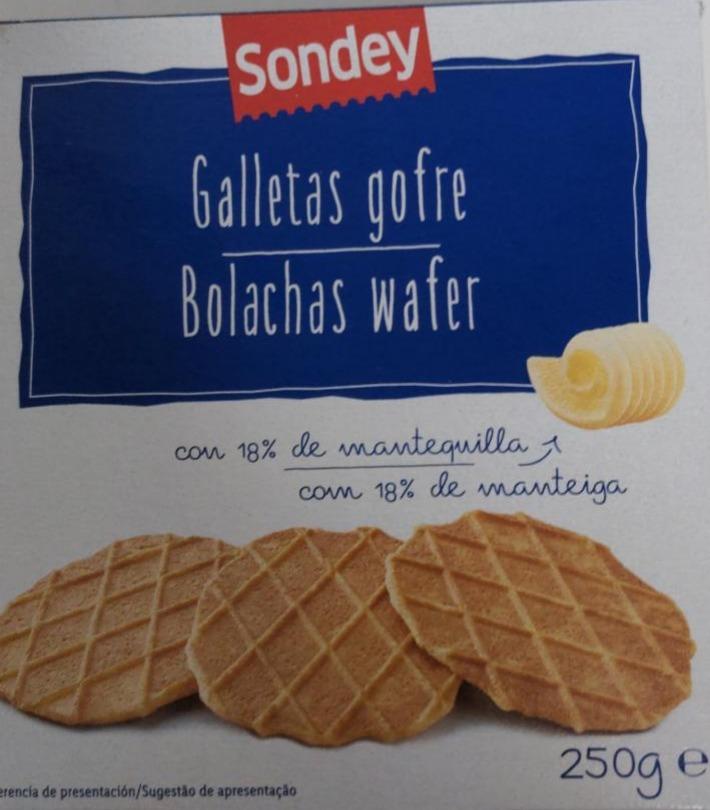 Sondey
Galletas gofre
Bolachas wafer
con 18% de mantequilla
com 18% de manteiga
250g e
de presentación/Sugestão de apresentação